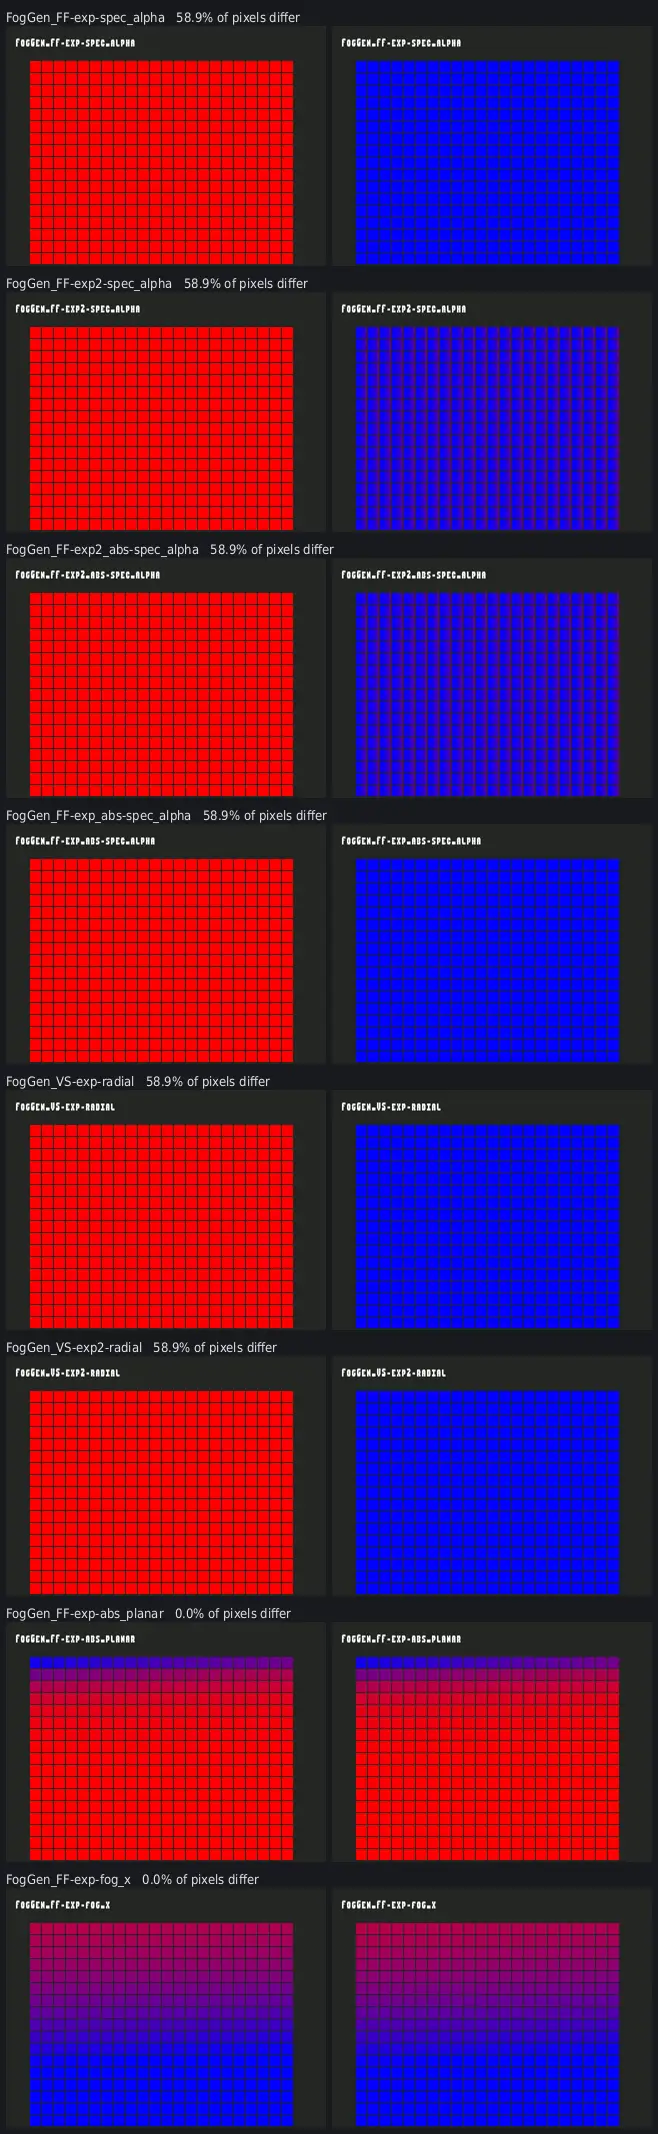 FogGen_FF-exp-spec_alpha 58.9% of pixels differ
FogGen_FF-exp-spec_alpha FogGen_FF-exp-spec_alpha
FogGen_FF-exp2-spec_alpha 58.9% of pixels differ
FogGen_FF-exp2-spec_alpha FogGen_FF-exp2-spec_alpha
FogGen_FF-exp2_abs-spec_alpha 58.9% of pixels differ
FogGen_FF-exp2_abs-spec_alpha FogGen_FF-exp2_abs-spec_alpha
FogGen_FF-exp_abs-spec_alpha 58.9% of pixels differ
FogGen_FF-exp_abs-spec_alpha FogGen_FF-exp_abs-spec_alpha
FogGen_VS-exp-radial 58.9% of pixels differ
FogGen_VS-exp-radial FogGen_VS-exp-radial
FogGen_VS-exp2-radial 58.9% of pixels differ
FogGen_VS-exp2-radial FogGen_VS-exp2-radial
FogGen_FF-exp-abs_planar 0.0% of pixels differ
FogGen_FF-exp-abs_planar FogGen_FF-exp-abs_planar
FogGen_FF-exp-fog_x 0.0% of pixels differ
FogGen_FF-exp-fog_x FogGen_FF-exp-fog_x